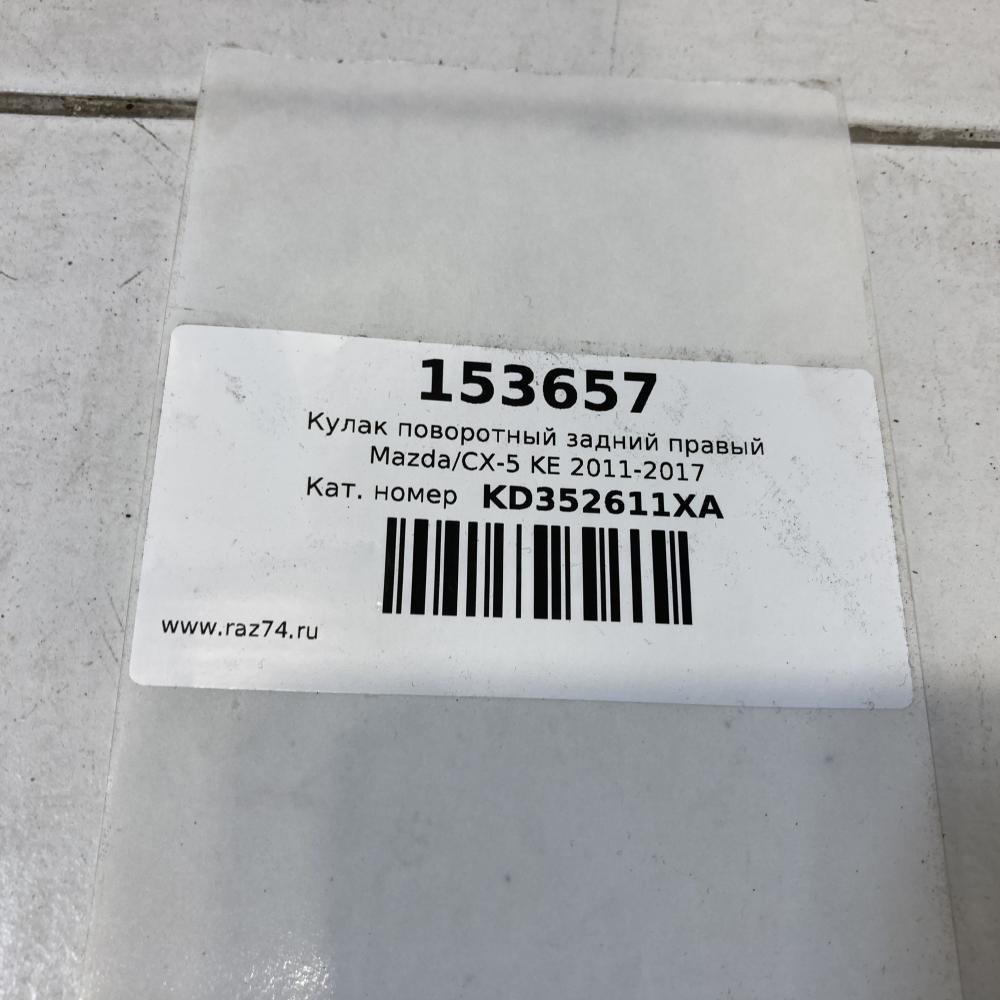 153657
Кулак поворотный задний правый
Mazda/CX-5 KE 2011-2017
Кат. номер KD352611XA
www.raz74.ru